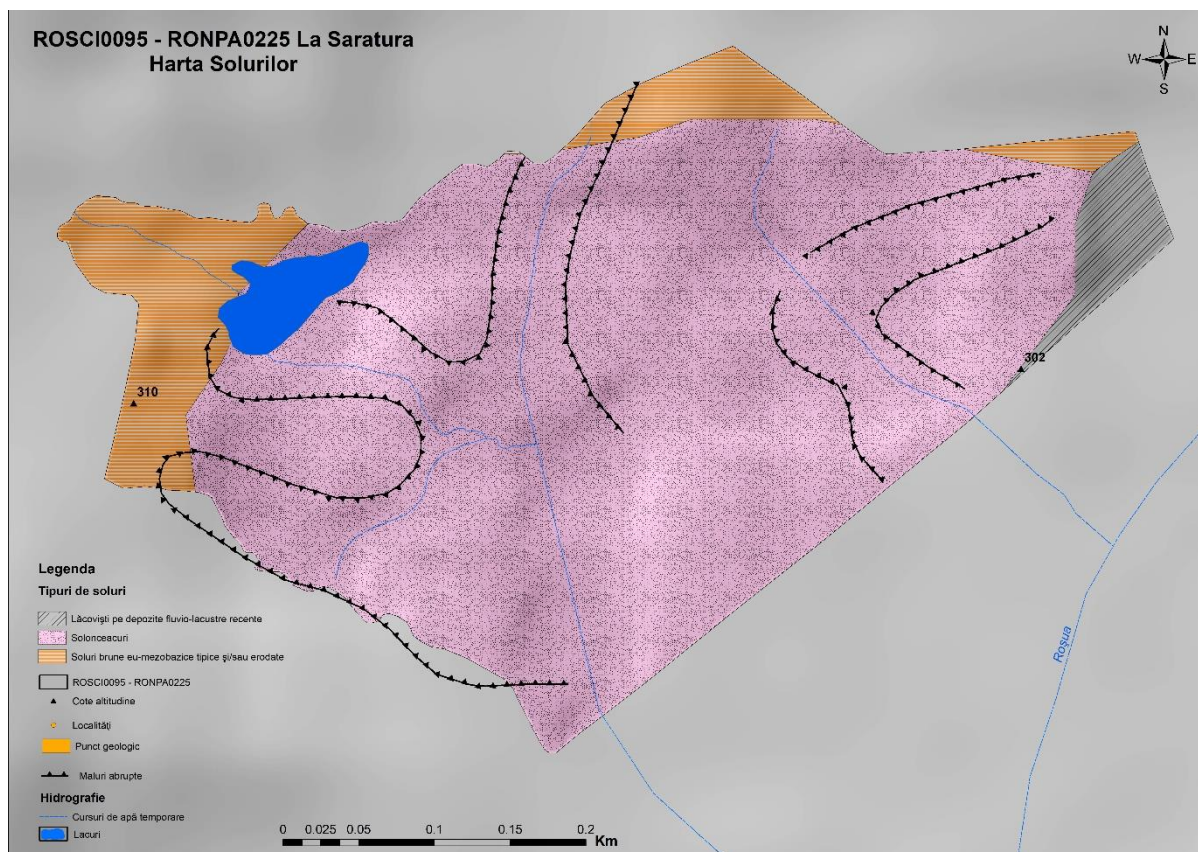 ROSCI0095 - RONPA0225 La Saratura
Harta Solurilor
N
W E
S
310
302
Roșua
Legenda
Tipuri de soluri
Lăcoviști pe depozite fluvio-lacustre recente
Solonceacuri
Soluri brune eu-mezobazice tipice și/sau erodate
ROSCI0095 - RONPA0225
Cote altitudine
Localități
Punct geologic
Maluri abrupte
Hidrografie
Cursuri de apă temporare
Lacuri
0 0.025 0.05 0.1 0.15 0.2
Km